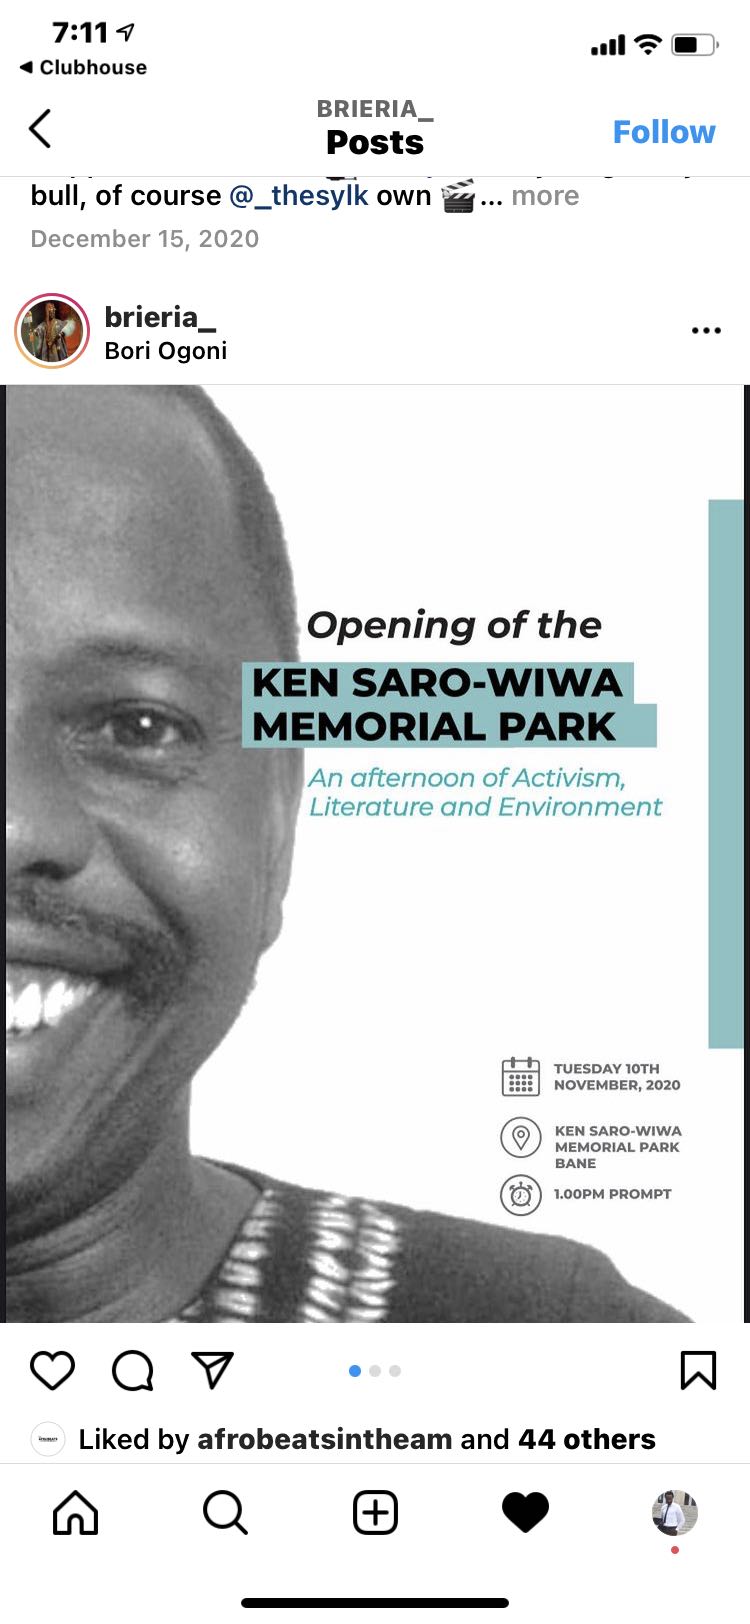 7:11
◀ Clubhouse
BRIERIA_
Posts
Follow
bull, of course @_thesylk own 🎬... more
December 15, 2020
brieria_
Bori Ogoni
Opening of the
KEN SARO-WIWA
MEMORIAL PARK
An afternoon of Activism,
Literature and Environment
TUESDAY 10TH
NOVEMBER, 2020
KEN SARO-WIWA
MEMORIAL PARK
BANE
1.00PM PROMPT
Liked by afrobeatsintheam and 44 others